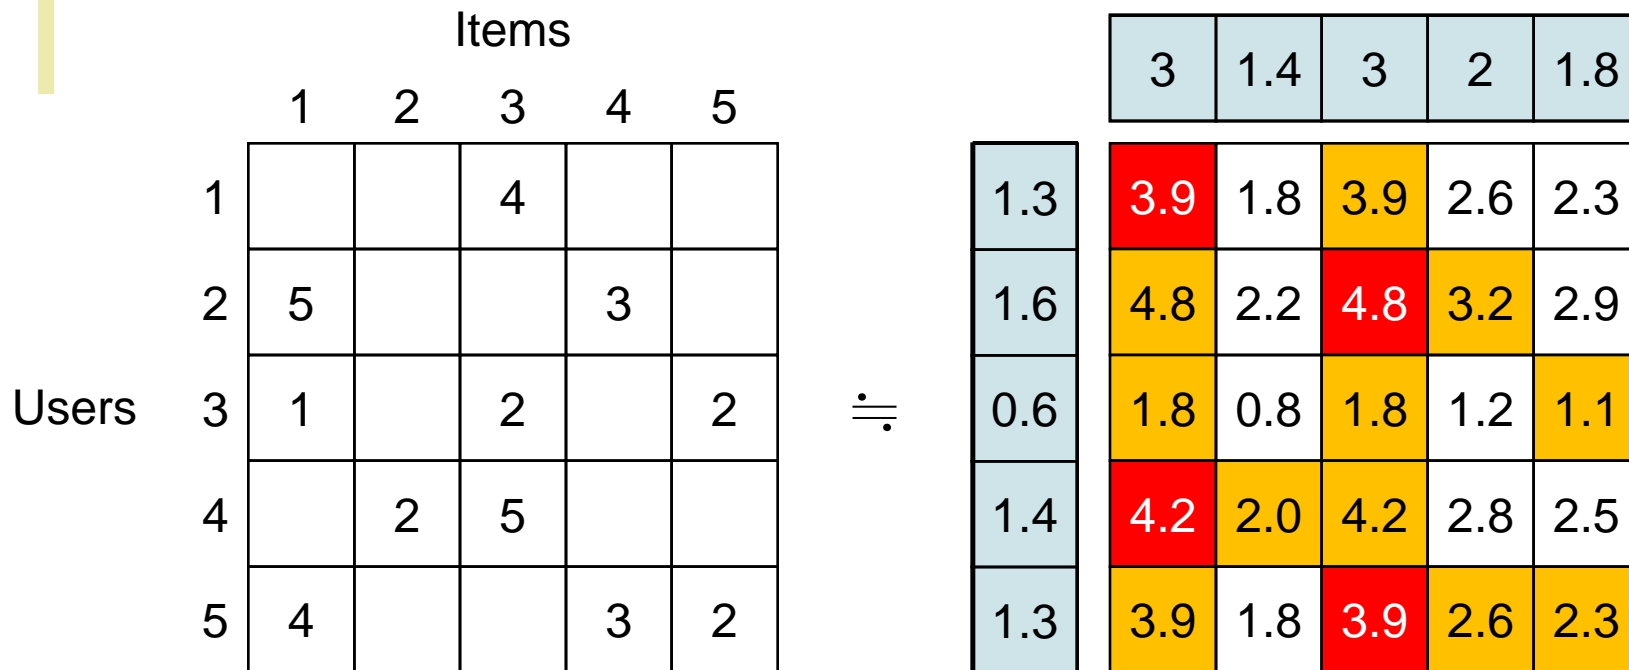 Items
3 1.4 3 2 1.8
1 2 3 4 5
1 4 1.3 3.9 1.8 3.9 2.6 2.3
2 5 3 1.6 4.8 2.2 4.8 3.2 2.9
Users 3 1 2 2 ≒ 0.6 1.8 0.8 1.8 1.2 1.1
4 2 5 1.4 4.2 2.0 4.2 2.8 2.5
5 4 3 2 1.3 3.9 1.8 3.9 2.6 2.3